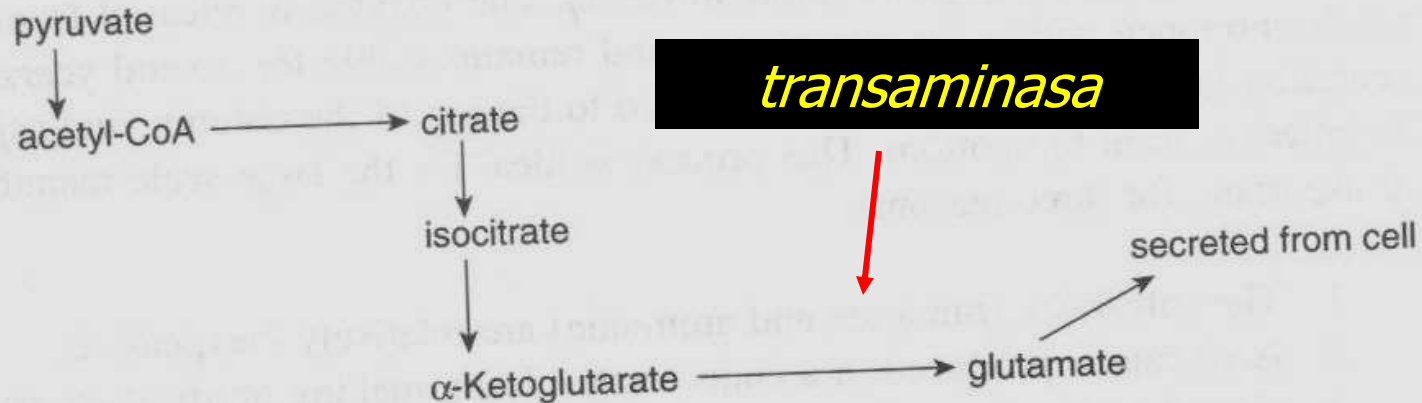 pyruvate
transaminasa
acetyl-CoA
citrate
isocitrate
secreted from cell
α-Ketoglutarate
glutamate